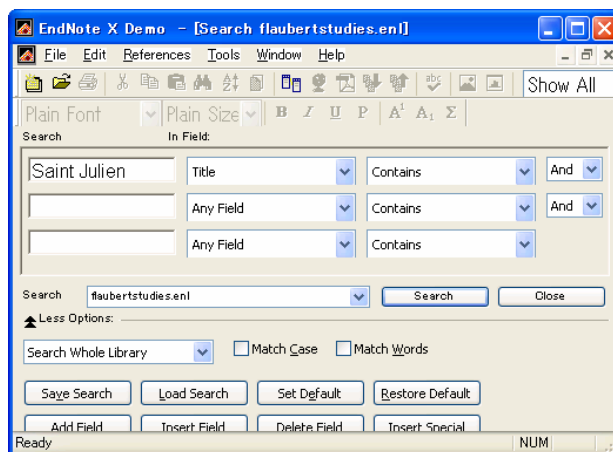 EndNote X Demo - [Search flaubertstudies.enl]
File Edit References Tools Window Help
Show All
Plain Font Plain Size B I U P A¹ A₁ Σ
Search In Field:
Saint Julien Title Contains And
Any Field Contains And
Any Field Contains
Search flaubertstudies.enl Search Close
Less Options:
Search Whole Library Match Case Match Words
Save Search Load Search Set Default Restore Default
Add Field Insert Field Delete Field Insert Special
Ready NUM